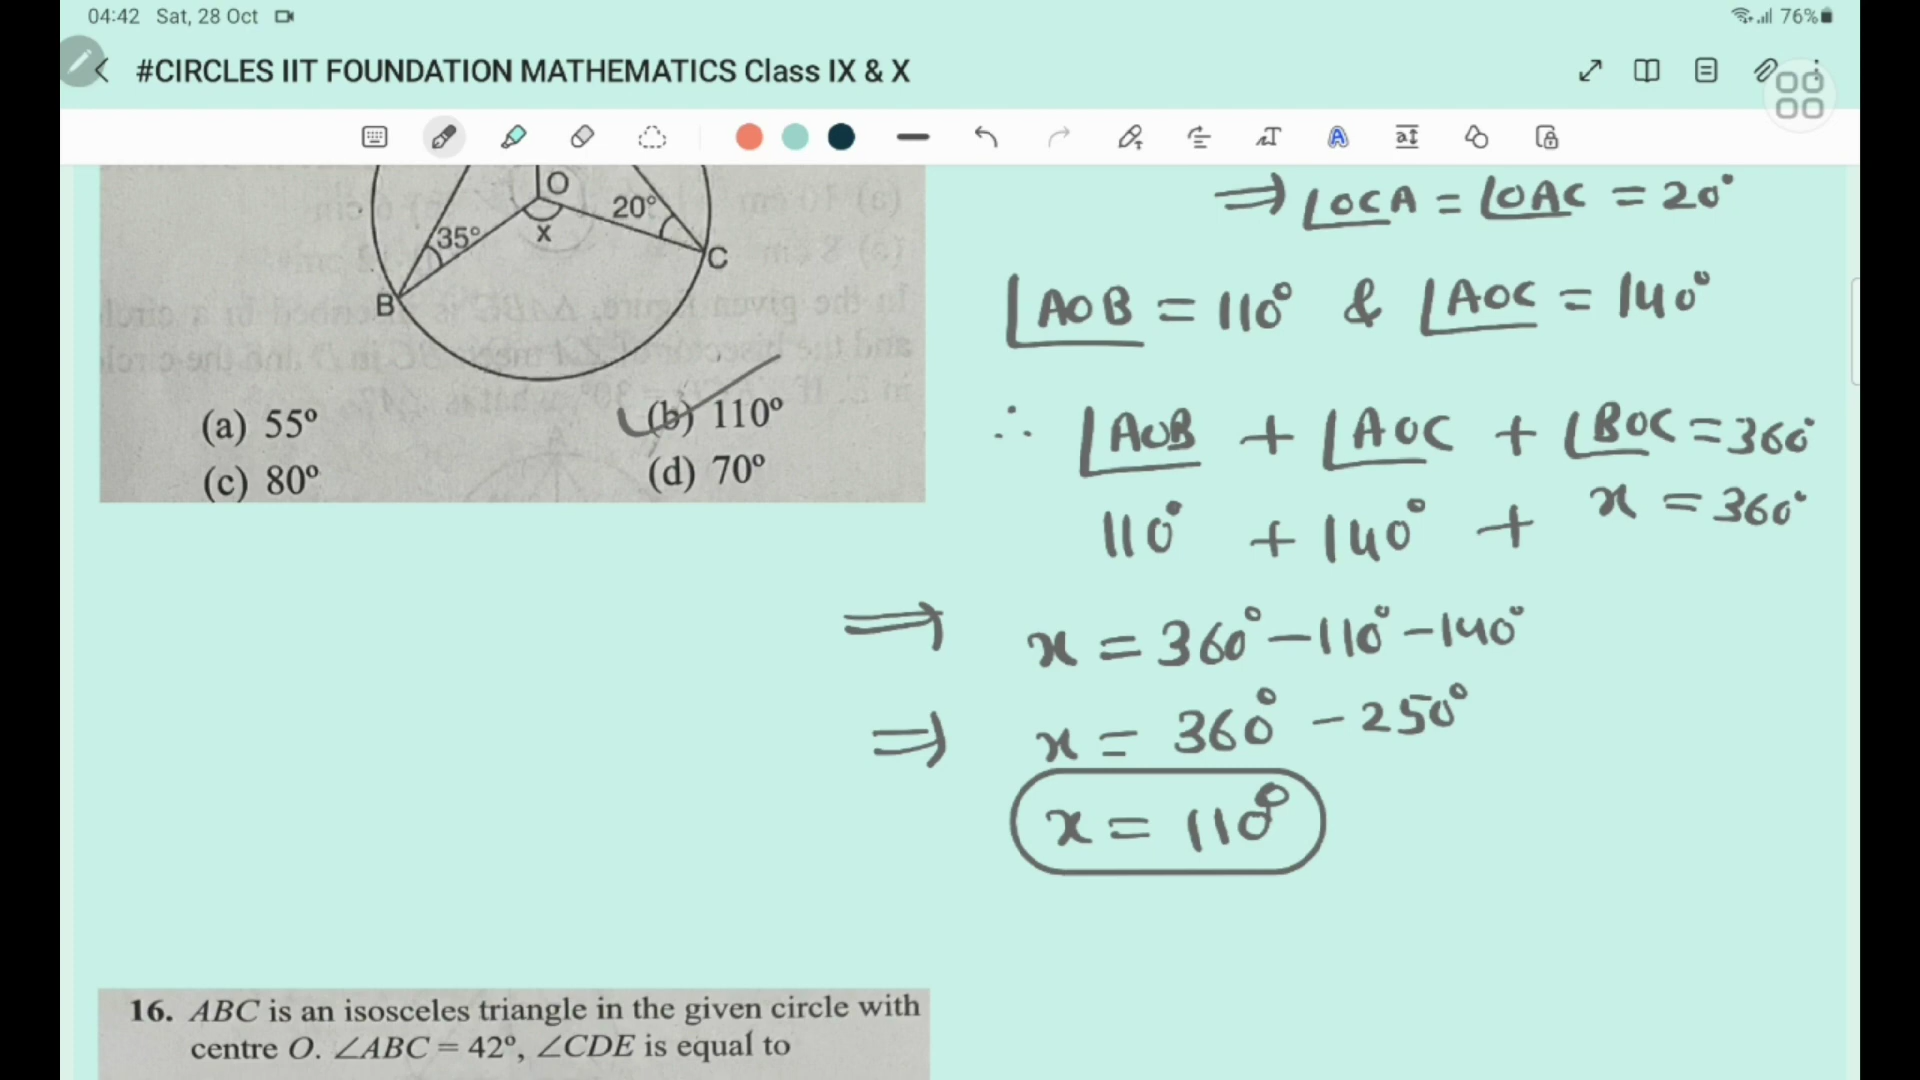 04:42 Sat, 28 Oct
76%
#CIRCLES IIT FOUNDATION MATHEMATICS Class IX & X
O
20°
35°
x
C
B
(a) 55° (b) 110°
(c) 80° (d) 70°
⇒ ∠OCA = ∠OAC = 20°
∠AOB = 110° & ∠AOC = 140°
∴ ∠AOB + ∠AOC + ∠BOC = 360°
110° + 140° + x = 360°
⇒ x = 360° - 110° - 140°
⇒ x = 360° - 250°
x = 110°
16. ABC is an isosceles triangle in the given circle with
centre O. ∠ABC = 42°, ∠CDE is equal to